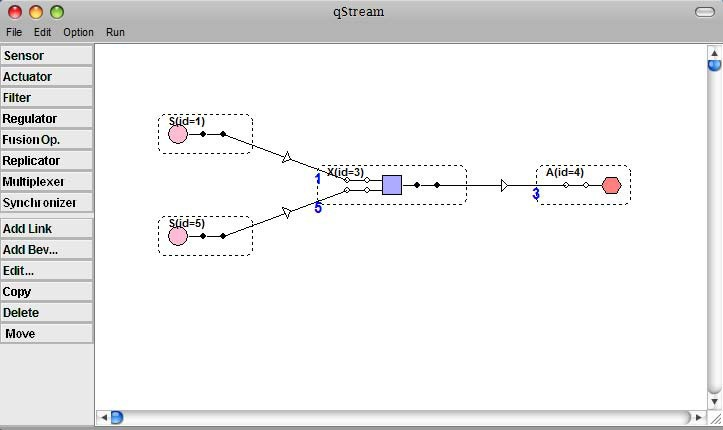 qStream
File Edit Option Run
Sensor
Actuator
Filter
Regulator
Fusion Op.
Replicator
Multiplexer
Synchronizer
Add Link
Add Bev...
Edit...
Copy
Delete
Move
S(id=1)
1
X(id=3)
5
S(id=5)
A(id=4)
3